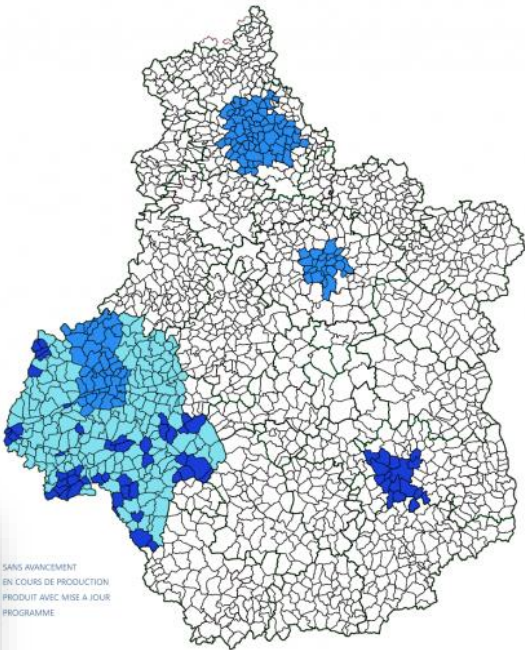 SANS AVANCEMENT
EN COURS DE PRODUCTION
PRODUIT AVEC MISE A JOUR
PROGRAMME